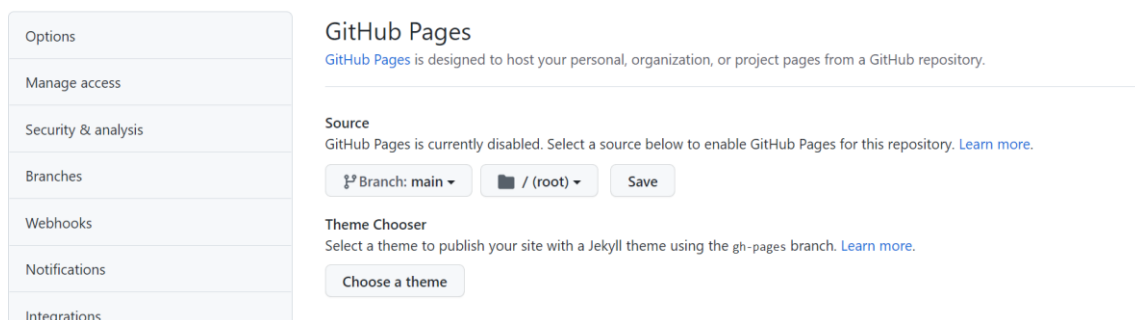 Options
Manage access
Security & analysis
Branches
Webhooks
Notifications
Integrations
GitHub Pages
GitHub Pages is designed to host your personal, organization, or project pages from a GitHub repository.
Source
GitHub Pages is currently disabled. Select a source below to enable GitHub Pages for this repository. Learn more.
Branch: main
/ (root)
Save
Theme Chooser
Select a theme to publish your site with a Jekyll theme using the gh-pages branch. Learn more.
Choose a theme